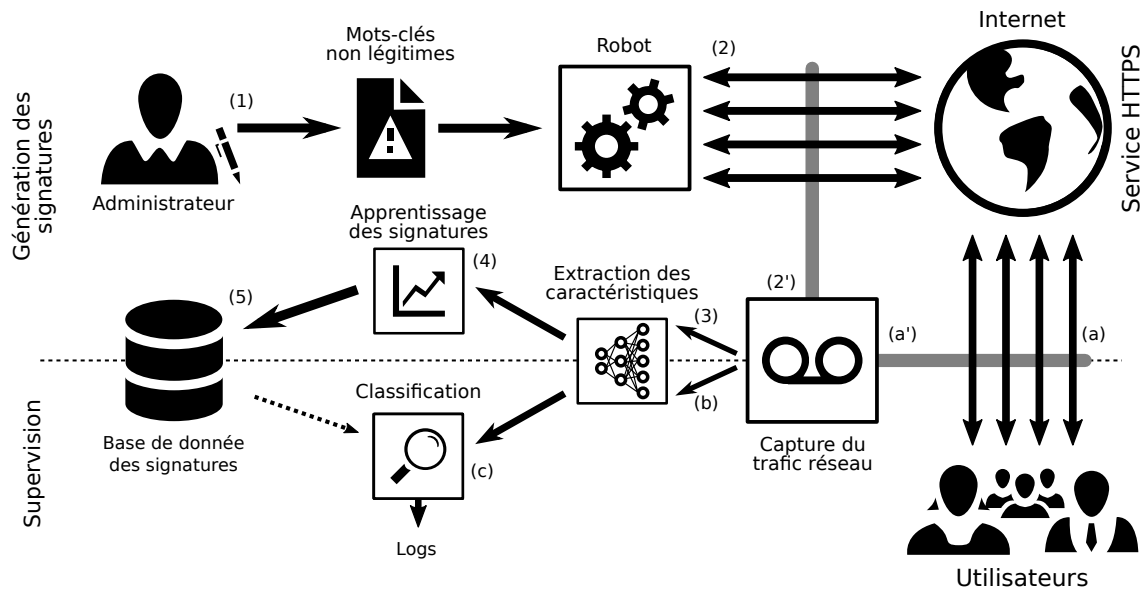 Internet
Mots-clés
non légitimes
Robot
(2)
(1)
Génération des
signatures
Service HTTPS
Administrateur
Apprentissage
des signatures
(4)
Extraction des
caractéristiques
(2')
(5)
(3)
(a')
(a)
Classification
(b)
Base de donnée
des signatures
Capture du
trafic réseau
(c)
Supervision
Logs
Utilisateurs